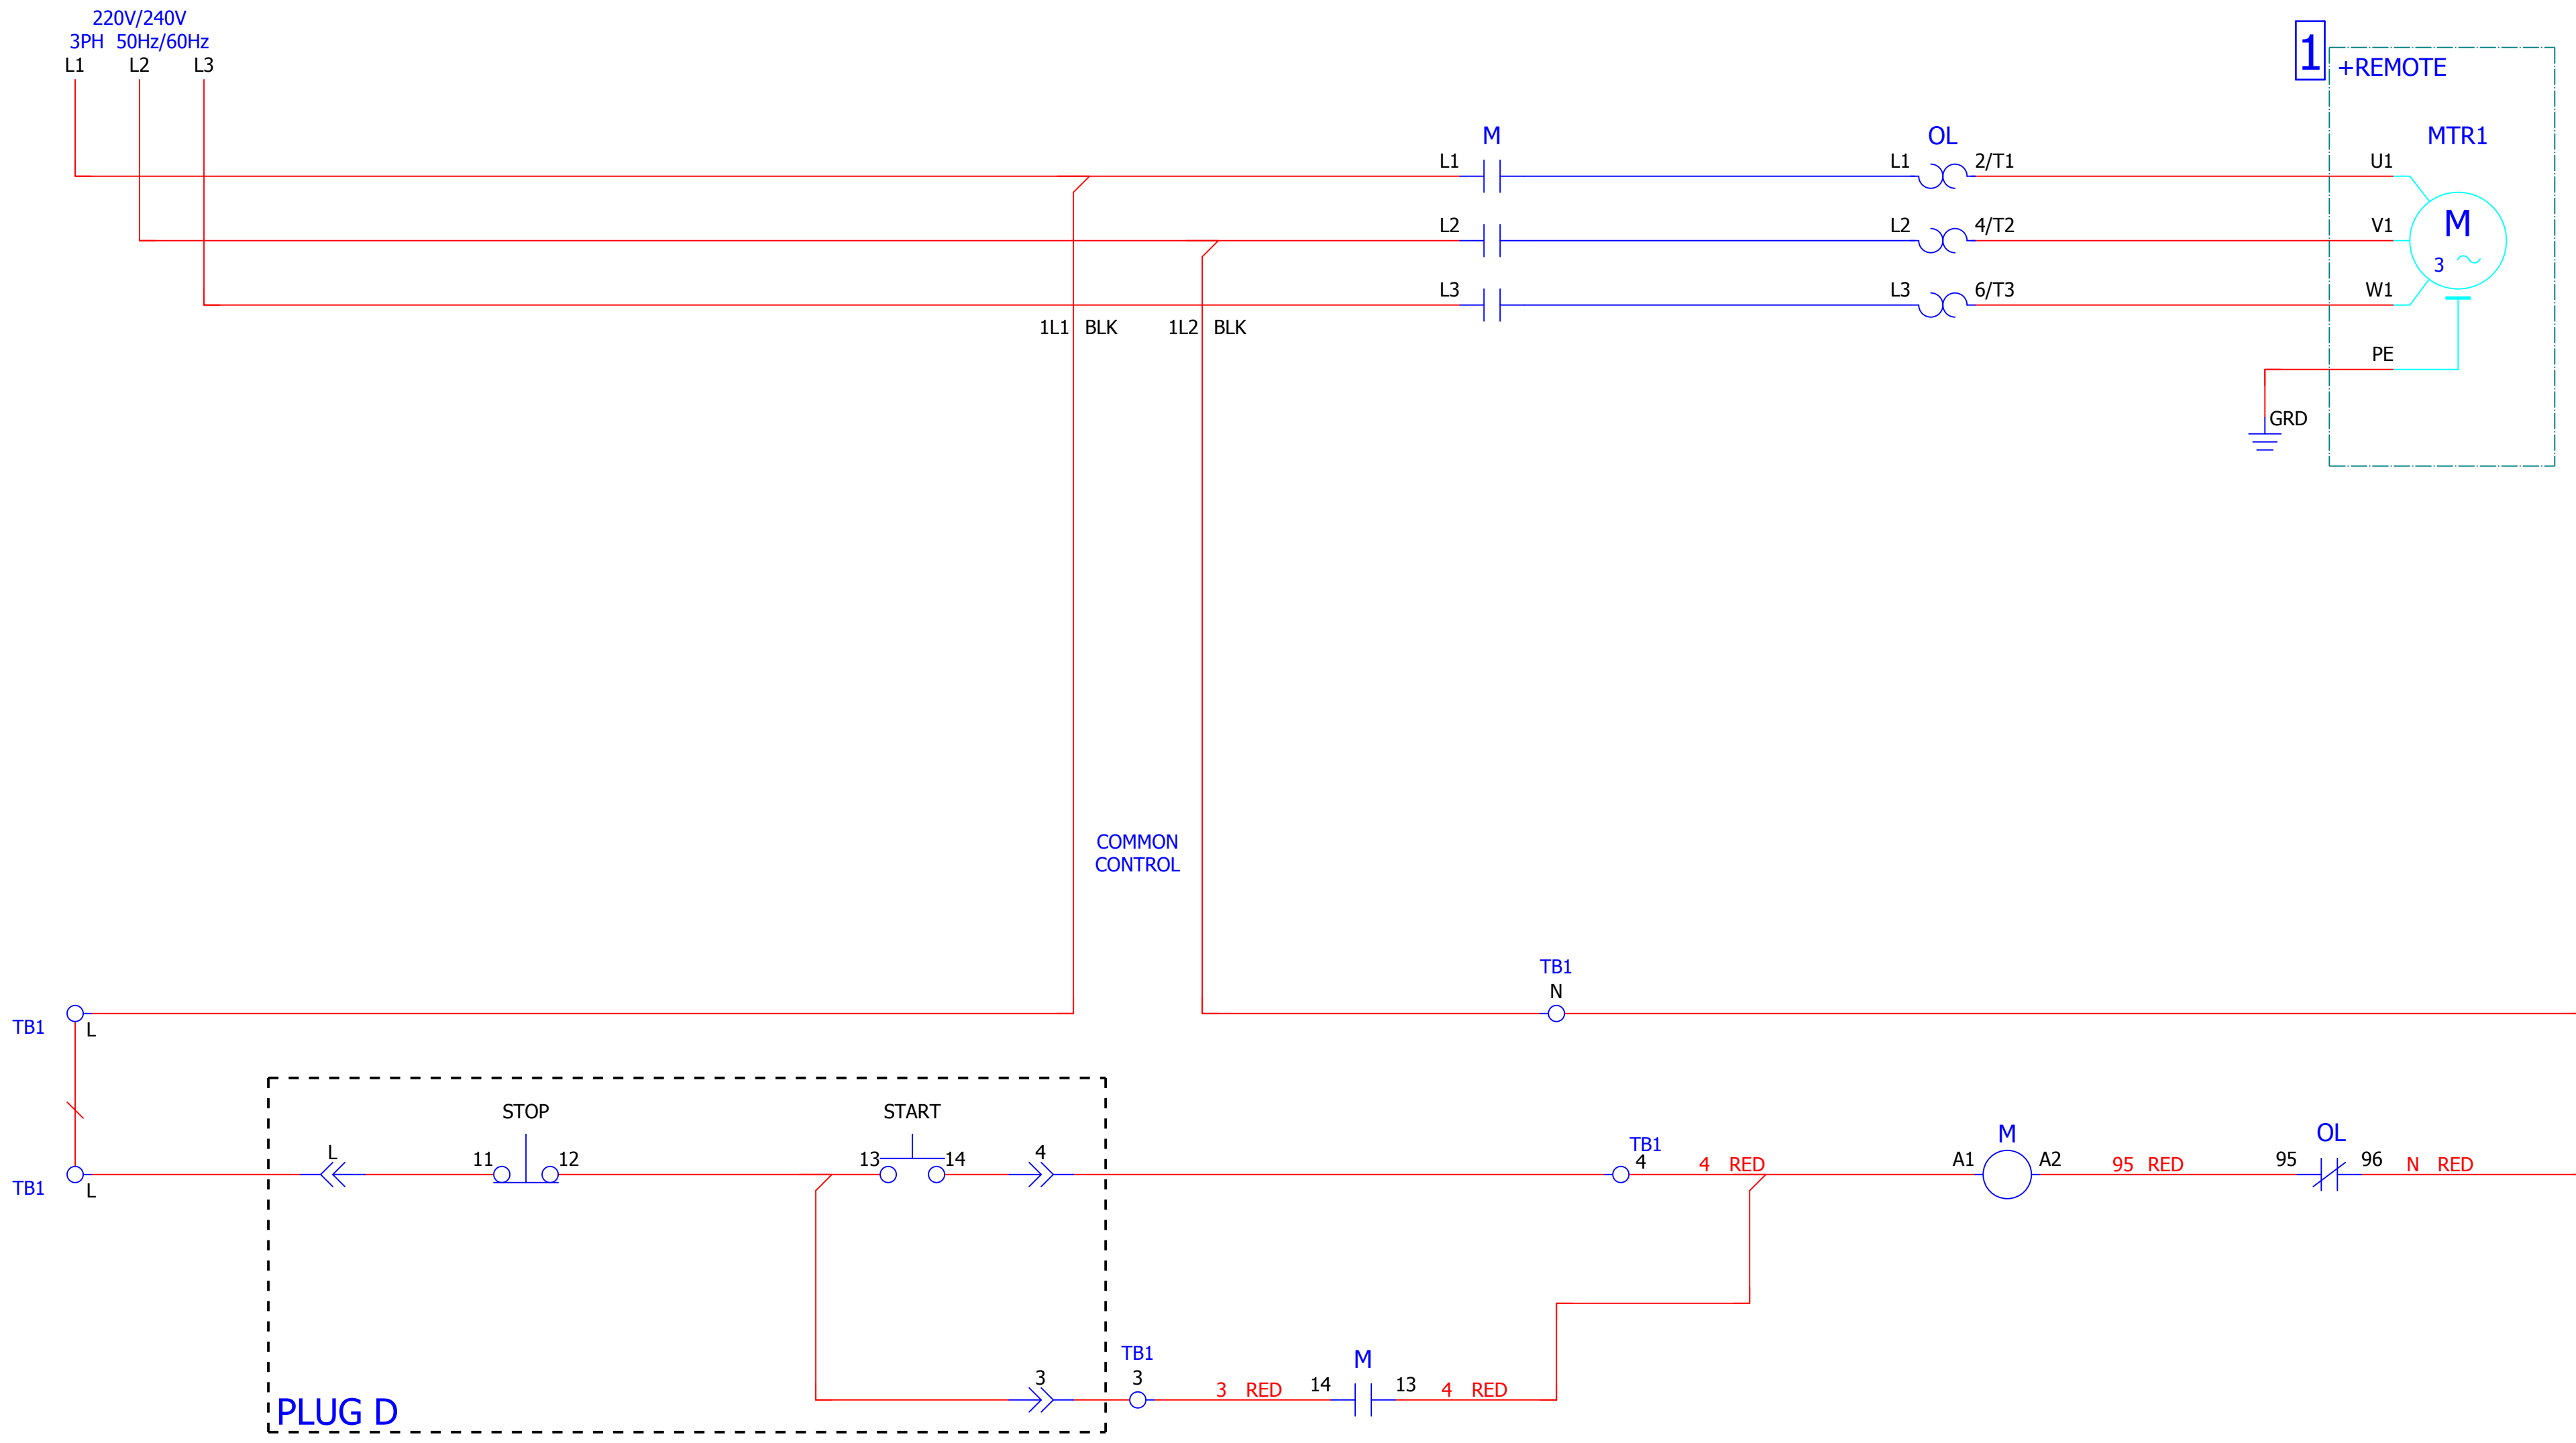 220V/240V
3PH 50Hz/60Hz
L1 L2 L3
1
+REMOTE
M OL MTR1
L1 L1 2/T1 U1
L2 L2 4/T2 V1
M
3
L3 L3 6/T3 W1
1L1 BLK 1L2 BLK
PE
GRD
COMMON
CONTROL
TB1
N
TB1 L
STOP START
L 11 12 13 14 4
TB1
4 4 RED
M
A1 A2
95 RED
OL
95 96
N RED
TB1 L
3
TB1
3
3 RED
M
14 13
4 RED
PLUG D